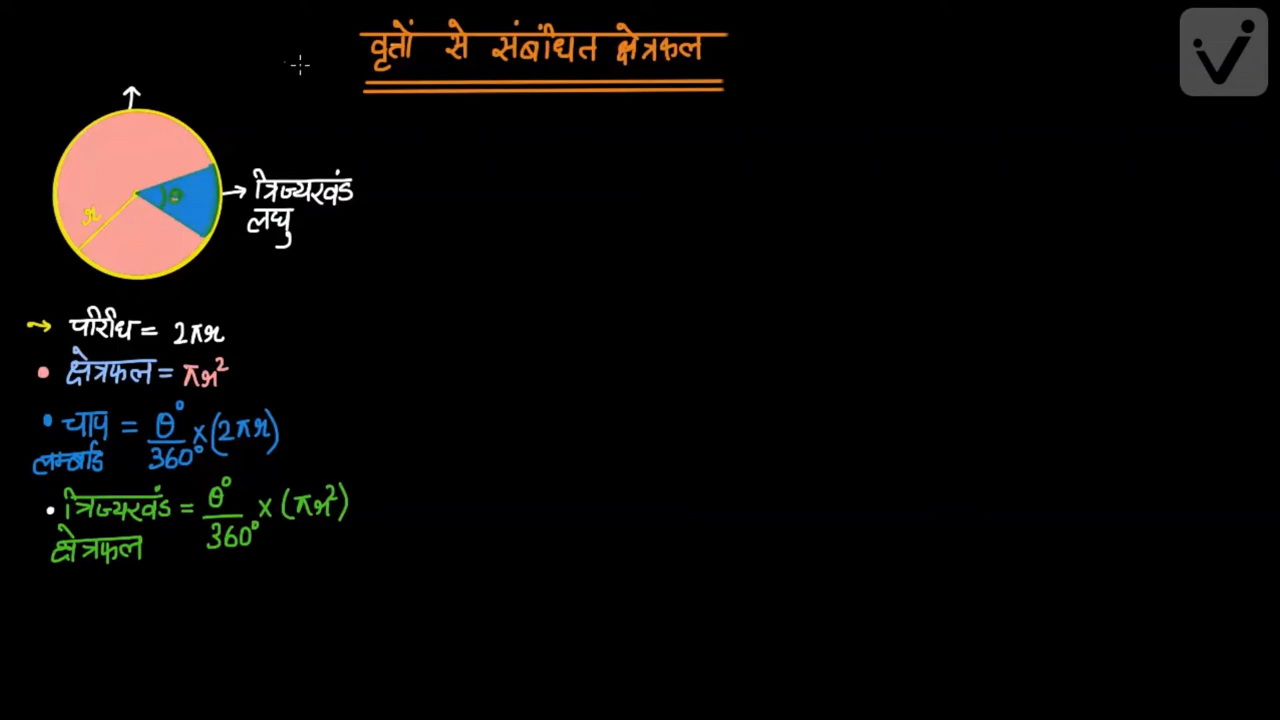 वृतों से संबंधित क्षेत्रफल
θ
r
त्रिज्यखंड
लघु
परिधि = 2πr
क्षेत्रफल = πr²
चाप = θ°/360° × (2πr)
लम्बाई
त्रिज्यखंड = θ°/360° × (πr²)
क्षेत्रफल